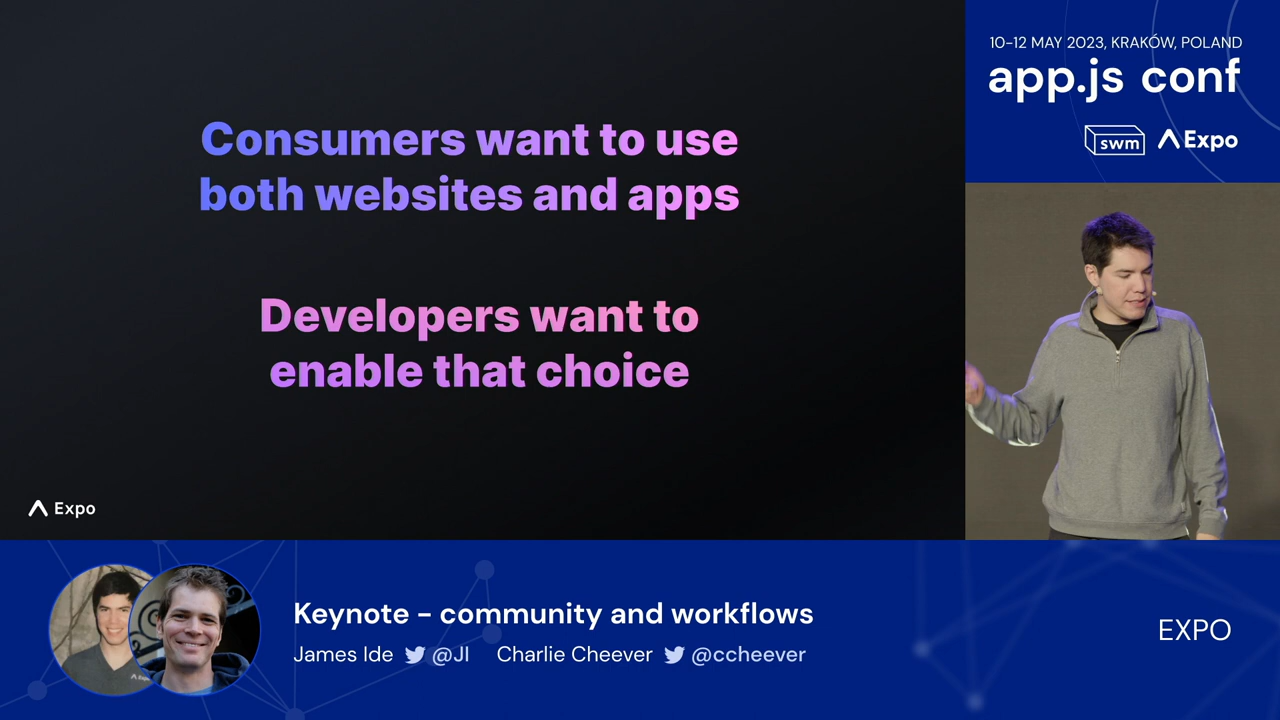 Consumers want to use
both websites and apps
Developers want to
enable that choice
Expo
10-12 MAY 2023, KRAKÓW, POLAND
app.js conf
swm Expo
Keynote - community and workflows
James Ide @JI Charlie Cheever @ccheever
EXPO